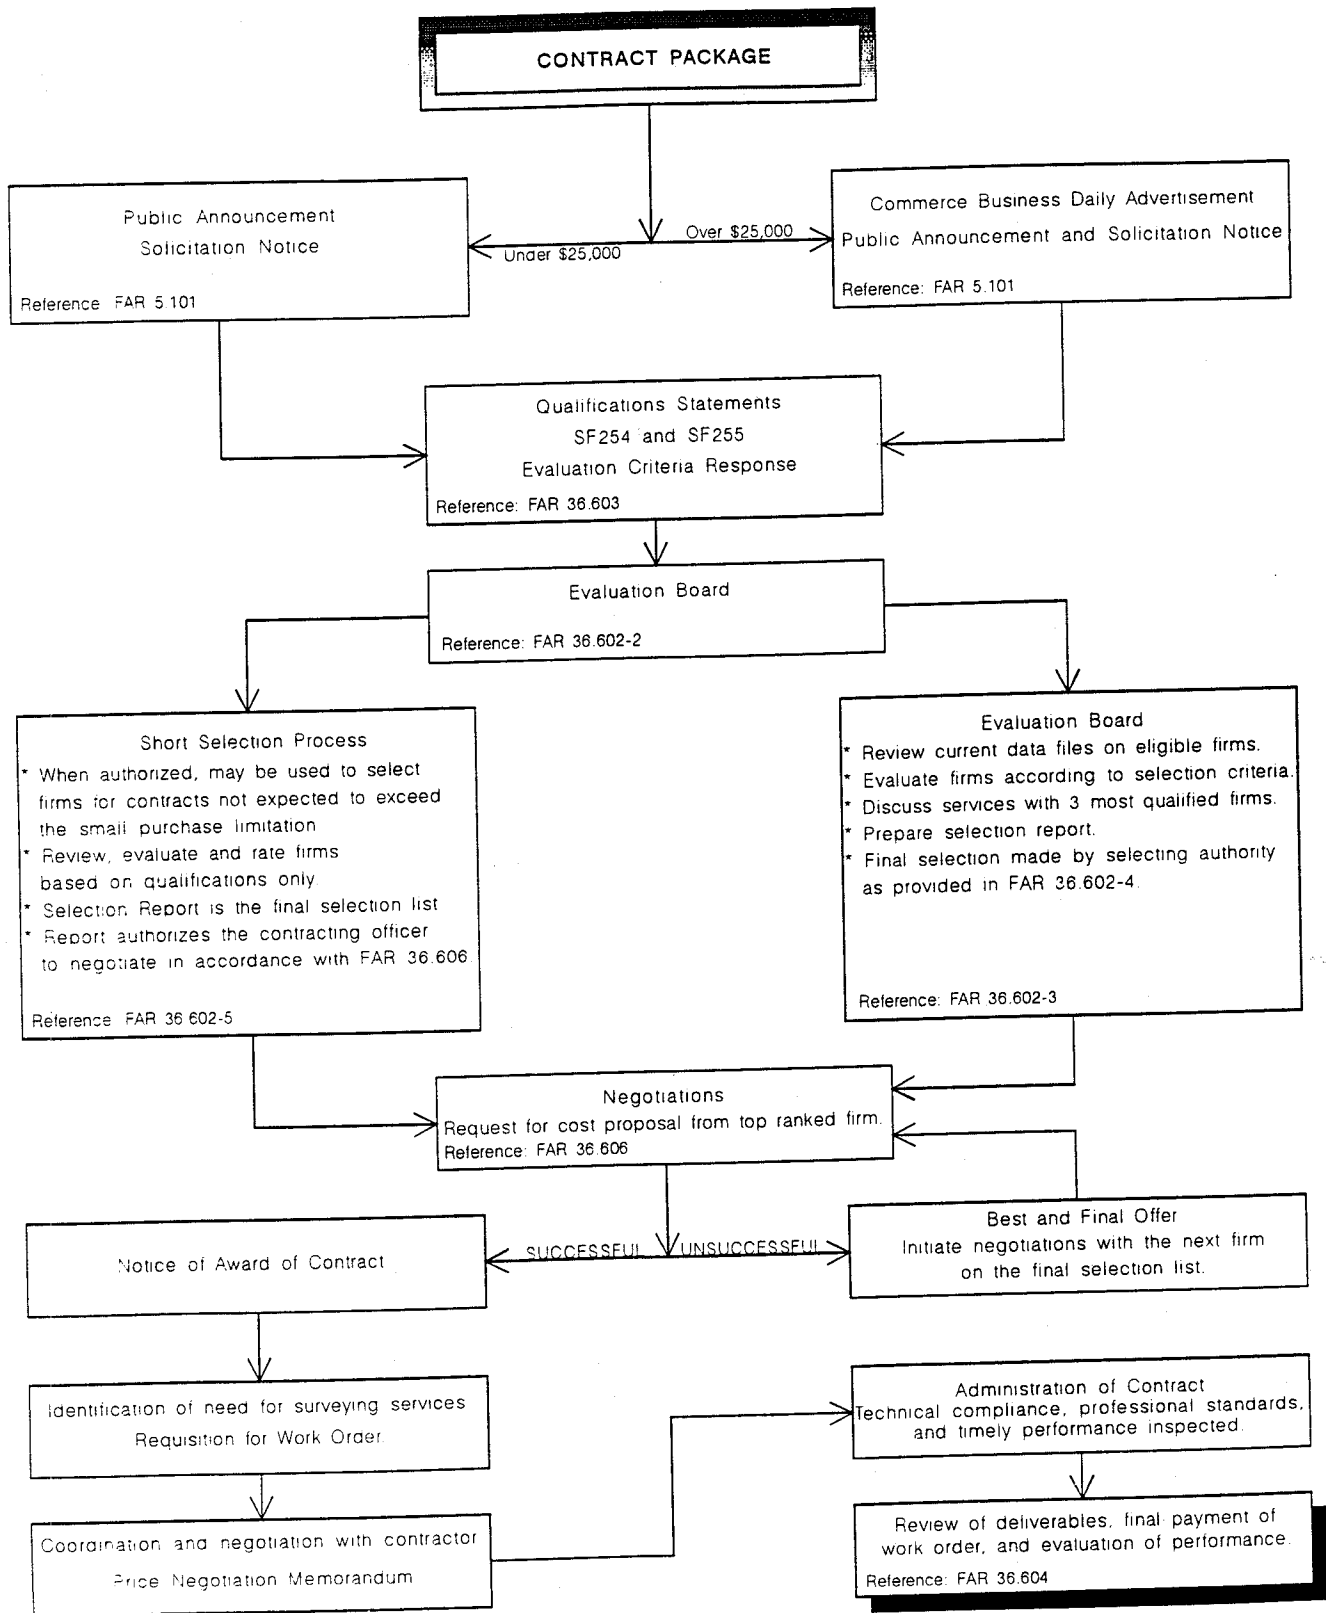 CONTRACT PACKAGE
Public Announcement
Solicitation Notice
Reference FAR 5.101
Under $25,000
Over $25,000
Commerce Business Daily Advertisement
Public Announcement and Solicitation Notice
Reference: FAR 5.101
Qualifications Statements
SF254 and SF255
Evaluation Criteria Response
Reference: FAR 36.603
Evaluation Board
Reference: FAR 36.602-2
Short Selection Process
* When authorized, may be used to select
firms for contracts not expected to exceed
the small purchase limitation
* Review, evaluate and rate firms
based on qualifications only.
* Selection Report is the final selection list
* Report authorizes the contracting officer
to negotiate in accordance with FAR 36.606.
Reference FAR 36 602-5
Evaluation Board
* Review current data files on eligible firms.
* Evaluate firms according to selection criteria.
* Discuss services with 3 most qualified firms.
* Prepare selection report.
* Final selection made by selecting authority
as provided in FAR 36.602-4.
Reference: FAR 36.602-3
Negotiations
Request for cost proposal from top ranked firm.
Reference: FAR 36.606
SUCCESSFUL
UNSUCCESSFUL
Notice of Award of Contract
Best and Final Offer
Initiate negotiations with the next firm
on the final selection list.
Identification of need for surveying services
Requisition for Work Order.
Administration of Contract
Technical compliance, professional standards,
and timely performance inspected.
Coordination and negotiation with contractor
Price Negotiation Memorandum
Review of deliverables, final payment of
work order, and evaluation of performance.
Reference: FAR 36.604